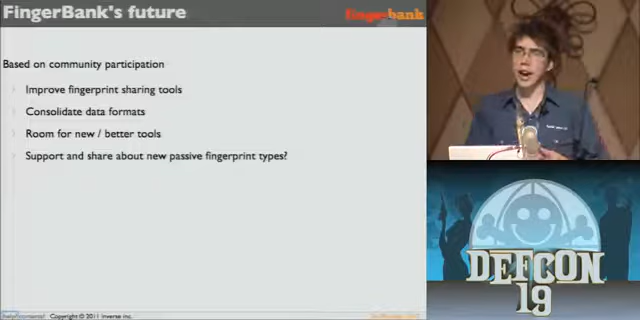 FingerBank's future
fingerbank
Based on community participation
Improve fingerprint sharing tools
Consolidate data formats
Room for new / better tools
Support and share about new passive fingerprint types?
DEFCON
19
Copyright © 2011 Inverse inc.